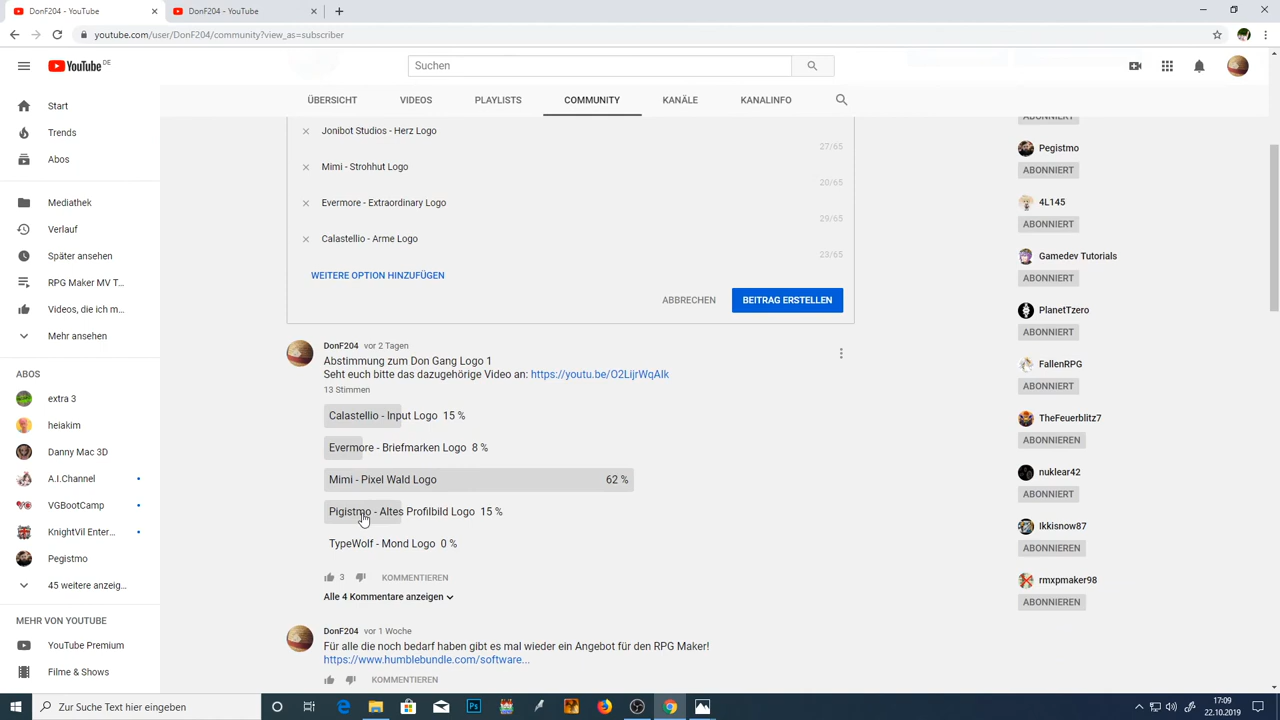 DonF204
DonF204
youtube.com/user/DonF204/community?view_as=subscriber
YouTube DE
Suchen
ÜBERSICHT VIDEOS PLAYLISTS COMMUNITY KANÄLE KANALINFO
Start
Trends
Abos
Mediathek
Verlauf
Später ansehen
RPG Maker MV T...
Videos, die ich m...
Mehr ansehen
ABOS
extra 3
heiakim
Danny Mac 3D
A.I.Channel
VGBootCamp
KnightVil Enter...
Pegistmo
45 weitere anzeig...
MEHR VON YOUTUBE
YouTube Premium
Filme & Shows
Jonibot Studios - Herz Logo
27/65
Mimi - Strohhut Logo
20/65
Evermore - Extraordinary Logo
29/65
Calastellio - Arme Logo
23/65
WEITERE OPTION HINZUFÜGEN
ABBRECHEN BEITRAG ERSTELLEN
DonF204 vor 2 Tagen
Abstimmung zum Don Gang Logo 1
Seht euch bitte das dazugehörige Video an: https://youtu.be/O2LijrWqAIk
13 Stimmen
Calastellio - Input Logo 15 %
Evermore - Briefmarken Logo 8 %
Mimi - Pixel Wald Logo 62 %
Pigistmo - Altes Profilbild Logo 15 %
TypeWolf - Mond Logo 0 %
3 KOMMENTIEREN
Alle 4 Kommentare anzeigen
DonF204 vor 1 Woche
Für alle die noch bedarf haben gibt es mal wieder ein Angebot für den RPG Maker!
https://www.humblebundle.com/software...
KOMMENTIEREN
ABONNIERT
Pegistmo
ABONNIERT
4L145
ABONNIERT
Gamedev Tutorials
ABONNIERT
PlanetTzero
ABONNIERT
FallenRPG
ABONNIERT
TheFeuerblitz7
ABONNIEREN
nuklear42
ABONNIERT
Ikkisnow87
ABONNIEREN
rmxpmaker98
ABONNIEREN
Zur Suche Text hier eingeben
Ps
17:09
22.10.2019